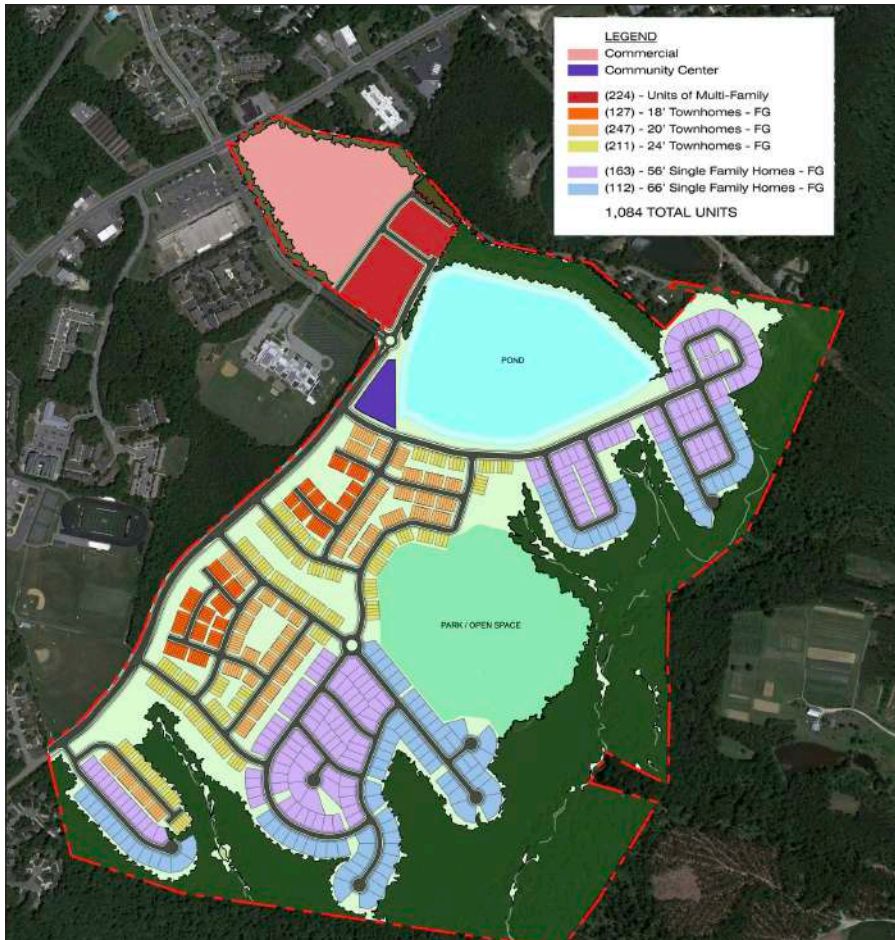 LEGEND
Commercial
Community Center
(224) - Units of Multi-Family
(127) - 18' Townhomes - FG
(247) - 20' Townhomes - FG
(211) - 24' Townhomes - FG
(163) - 56' Single Family Homes - FG
(112) - 66' Single Family Homes - FG
1,084 TOTAL UNITS
POND
PARK / OPEN SPACE